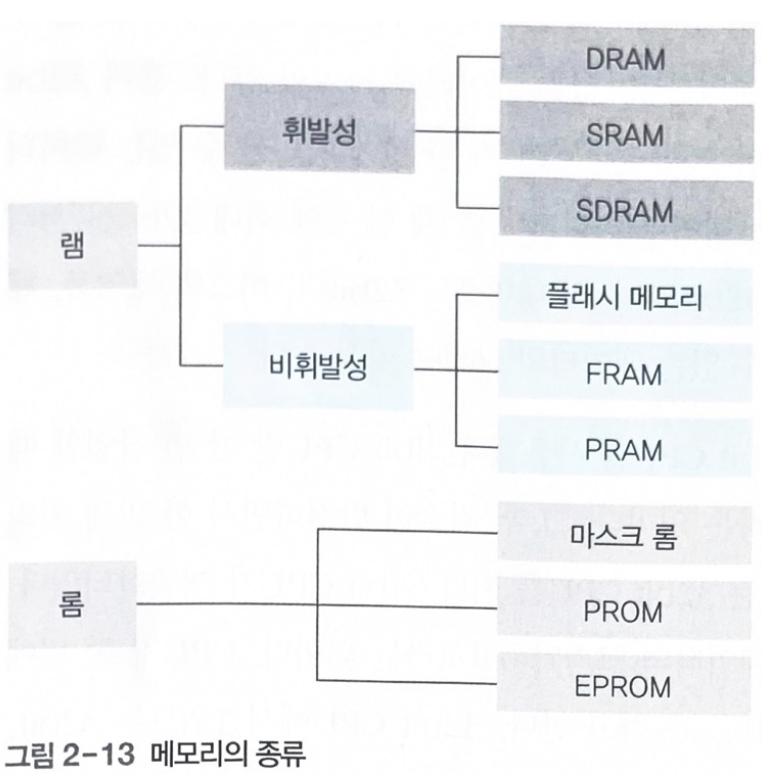 램
휘발성
DRAM
SRAM
SDRAM
비휘발성
플래시 메모리
FRAM
PRAM
롬
마스크 롬
PROM
EPROM
그림 2-13 메모리의 종류